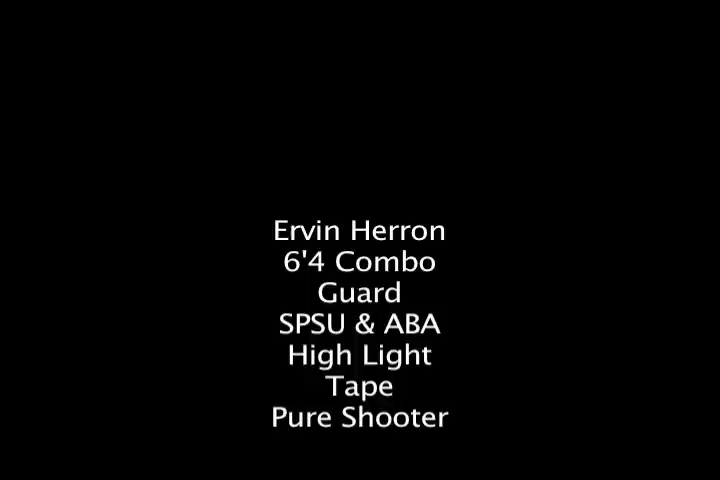 Ervin Herron
6'4 Combo
Guard
SPSU & ABA
High Light
Tape
Pure Shooter